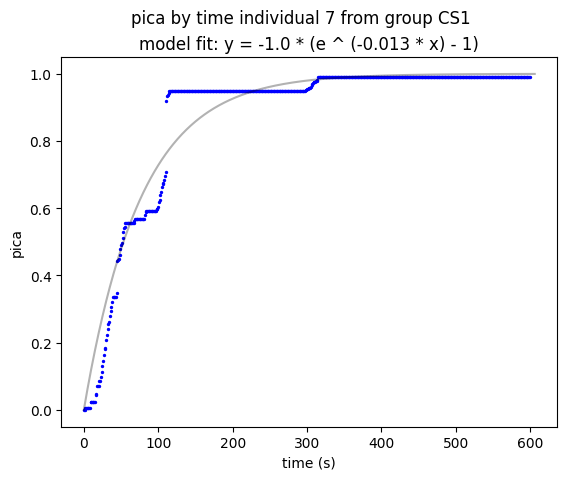 pica by time individual 7 from group CS1
model fit: y = -1.0 * (e ^ (-0.013 * x) - 1)
1.0
0.8
0.6
0.4
0.2
0.0
pica
0 100 200 300 400 500 600
time (s)